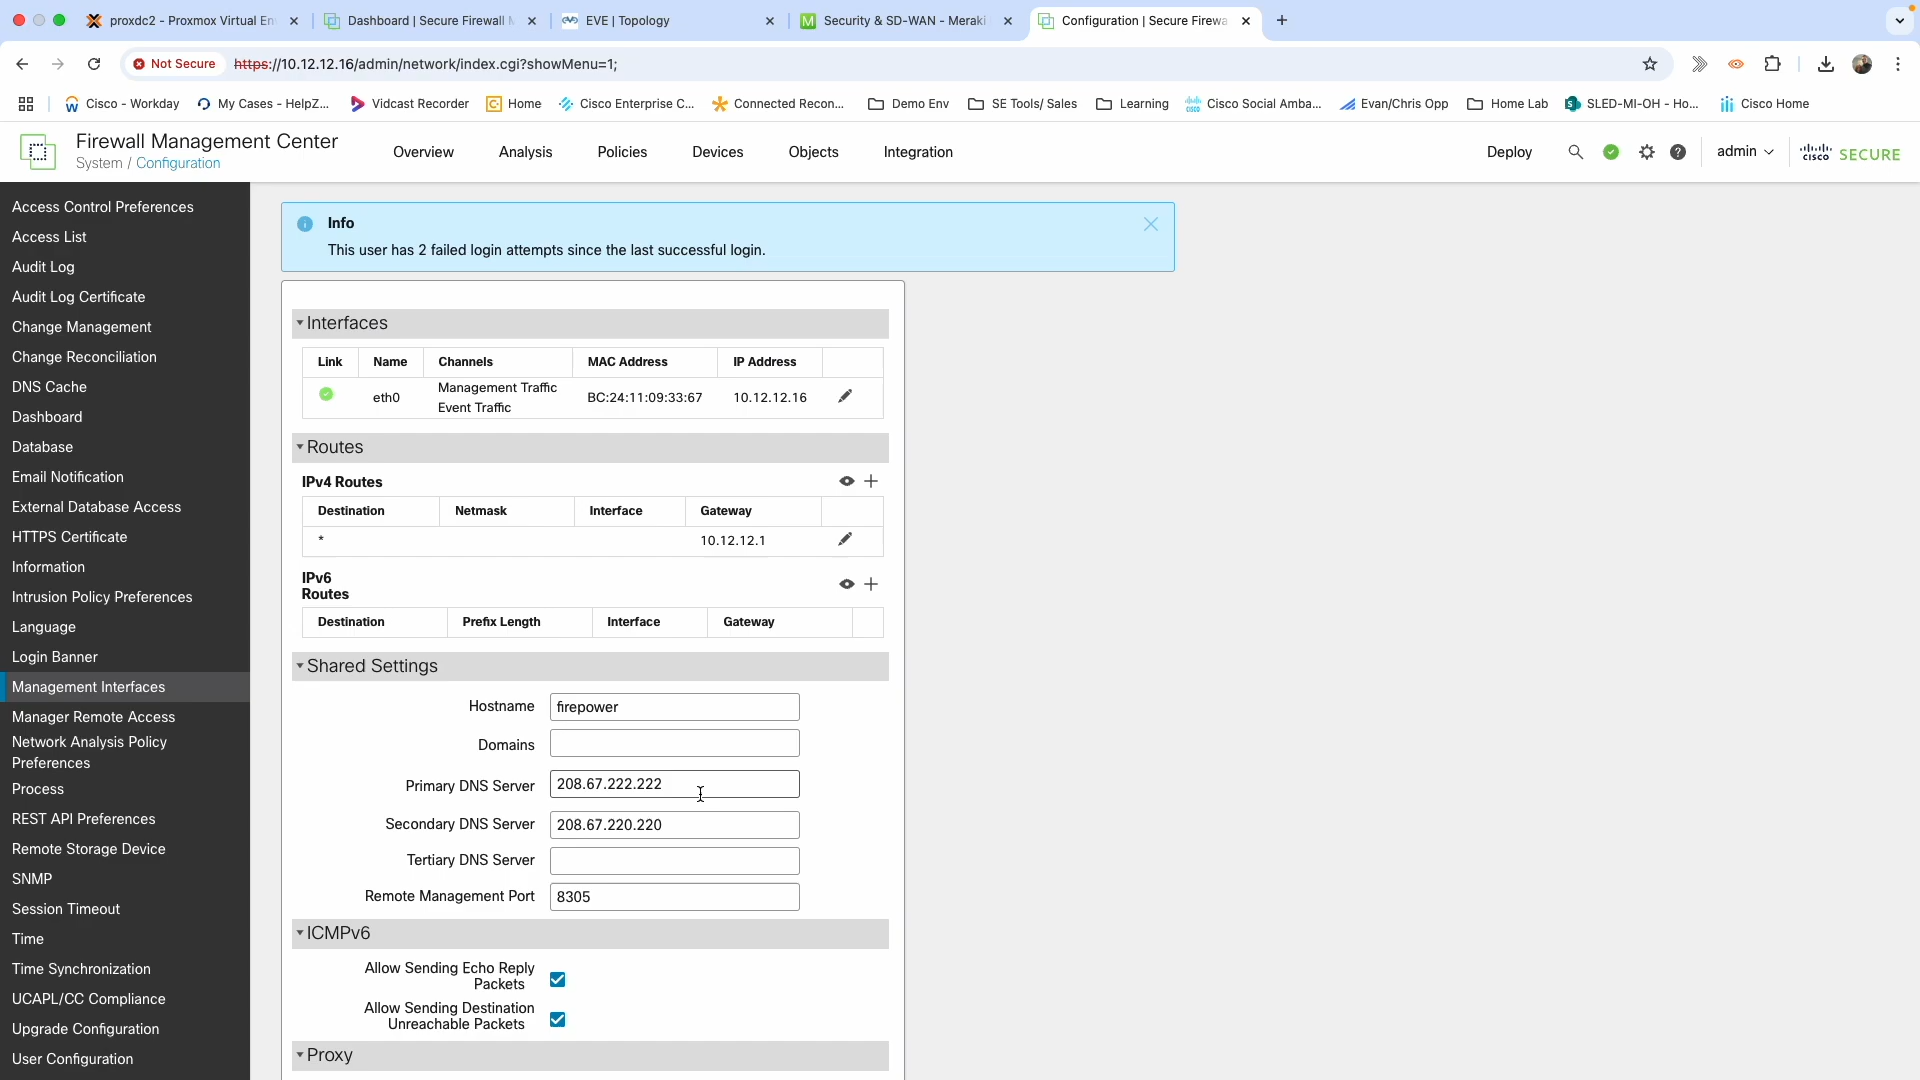 proxdc2 - Proxmox Virtual En
Dashboard | Secure Firewall M
EVE | Topology
Security & SD-WAN - Meraki
Configuration | Secure Firewa
Not Secure
https://10.12.12.16/admin/network/index.cgi?showMenu=1;
Cisco - Workday
My Cases - HelpZ...
Vidcast Recorder
Home
Cisco Enterprise C...
Connected Recon...
Demo Env
SE Tools/ Sales
Learning
Cisco Social Amba...
Evan/Chris Opp
Home Lab
SLED-MI-OH - Ho...
Cisco Home
Firewall Management Center
System / Configuration
Overview
Analysis
Policies
Devices
Objects
Integration
Deploy
admin
CISCO SECURE
Access Control Preferences
Access List
Audit Log
Audit Log Certificate
Change Management
Change Reconciliation
DNS Cache
Dashboard
Database
Email Notification
External Database Access
HTTPS Certificate
Information
Intrusion Policy Preferences
Language
Login Banner
Management Interfaces
Manager Remote Access
Network Analysis Policy
Preferences
Process
REST API Preferences
Remote Storage Device
SNMP
Session Timeout
Time
Time Synchronization
UCAPL/CC Compliance
Upgrade Configuration
User Configuration
Info
This user has 2 failed login attempts since the last successful login.
Interfaces
Link Name Channels MAC Address IP Address
eth0 Management Traffic
Event Traffic BC:24:11:09:33:67 10.12.12.16
Routes
IPv4 Routes
Destination Netmask Interface Gateway
* 10.12.12.1
IPv6
Routes
Destination Prefix Length Interface Gateway
Shared Settings
Hostname firepower
Domains
Primary DNS Server 208.67.222.222
Secondary DNS Server 208.67.220.220
Tertiary DNS Server
Remote Management Port 8305
ICMPv6
Allow Sending Echo Reply
Packets
Allow Sending Destination
Unreachable Packets
Proxy